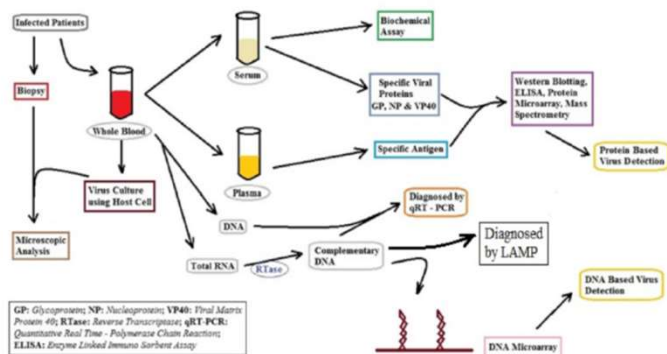 Infected Patients
Biopsy
Whole Blood
Virus Culture
using Host Cell
Microscopic
Analysis
Serum
Plasma
Biochemical
Assay
Specific Viral
Proteins
GP, NP & VP40
Specific Antigen
Western Blotting,
ELISA, Protein
Microarray, Mass
Spectrometry
Protein Based
Virus Detection
DNA
Diagnosed by
qRT - PCR
Total RNA
RTase
Complementary
DNA
Diagnosed
by LAMP
DNA Based Virus
Detection
DNA Microarray
GP: Glycoprotein; NP: Nucleoprotein; VP40: Viral Matrix
Protein 40; RTase: Reverse Transcriptase; qRT-PCR:
Quantitative Real Time - Polymerase Chain Reaction;
ELISA: Enzyme Linked Immuno Sorbent Assay